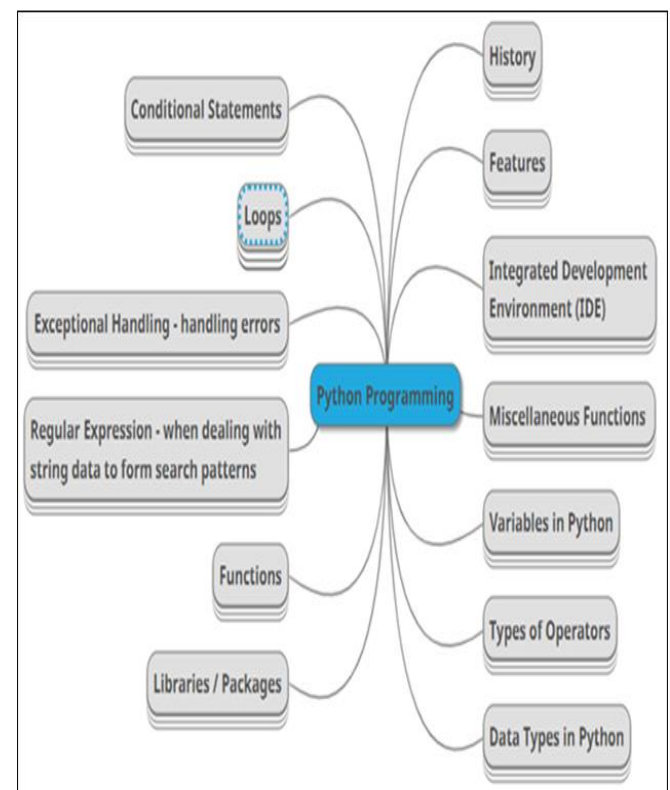 History
Conditional Statements
Features
Loops
Integrated Development
Environment (IDE)
Exceptional Handling - handling errors
Python Programming
Miscellaneous Functions
Regular Expression - when dealing with
string data to form search patterns
Variables in Python
Functions
Types of Operators
Libraries / Packages
Data Types in Python